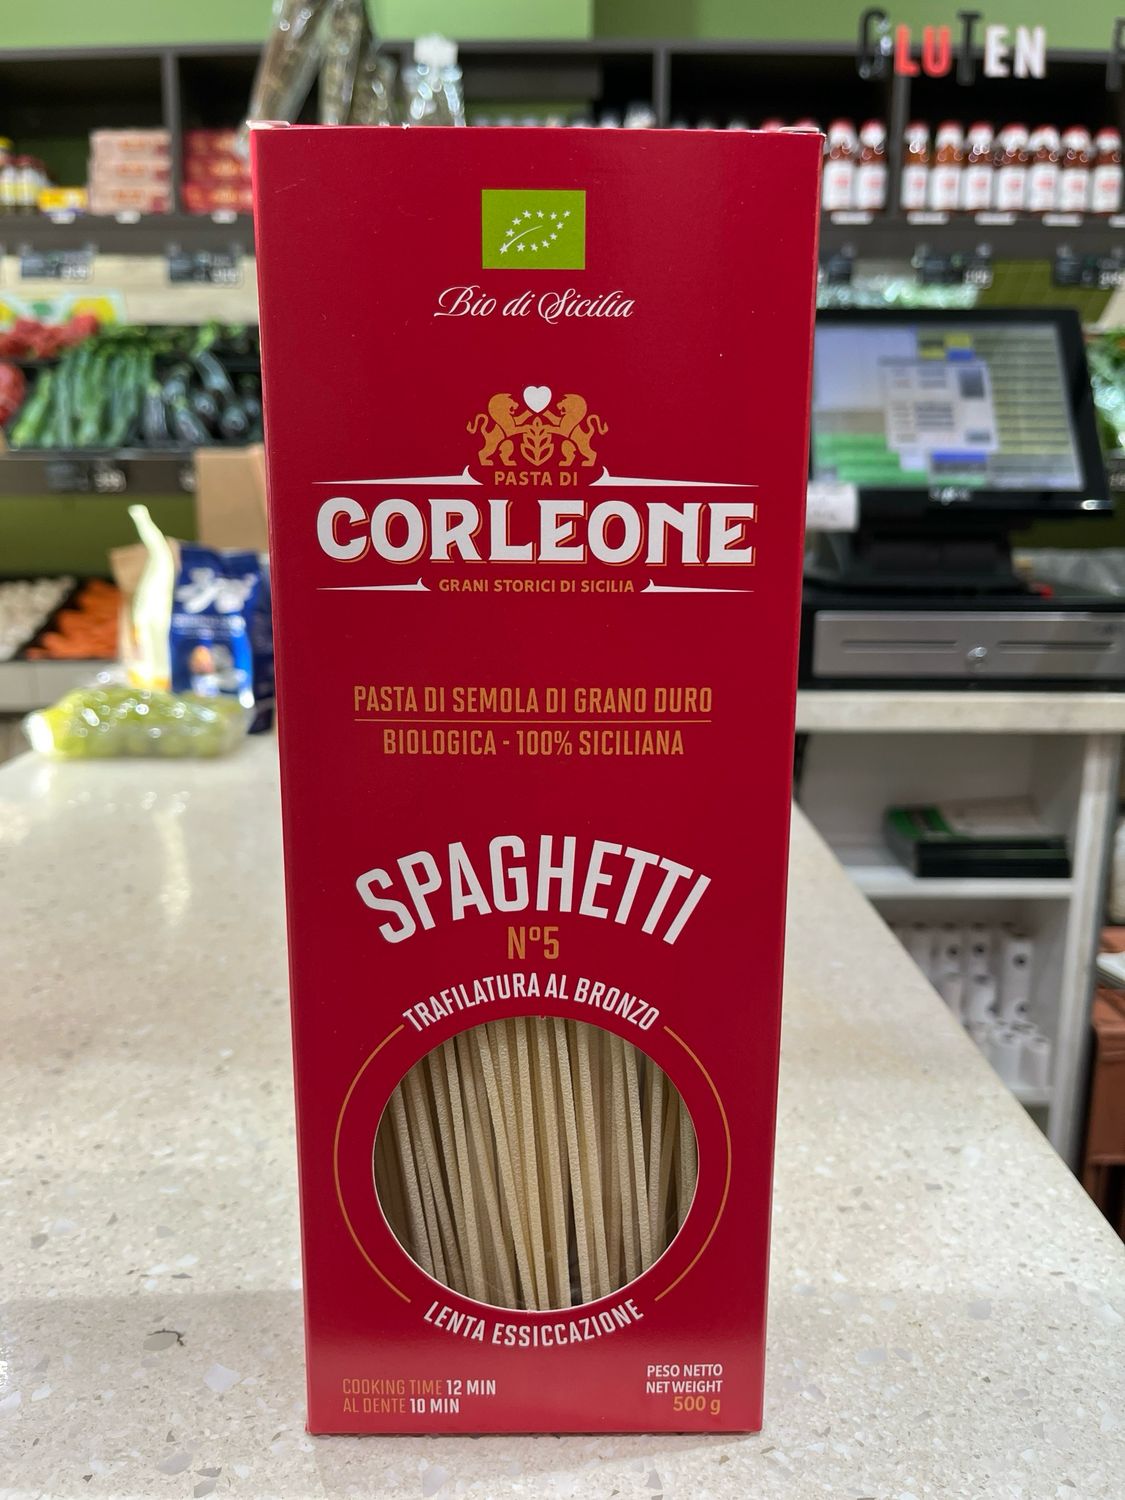 GLUTEN
Bio di Sicilia
PASTA DI
CORLEONE
GRANI STORICI DI SICILIA
PASTA DI SEMOLA DI GRANO DURO
BIOLOGICA - 100% SICILIANA
SPAGHETTI
N°5
TRAFILATURA AL BRONZO
LENTA ESSICCAZIONE
COOKING TIME 12 MIN
AL DENTE 10 MIN
PESO NETTO
NET WEIGHT
500 g